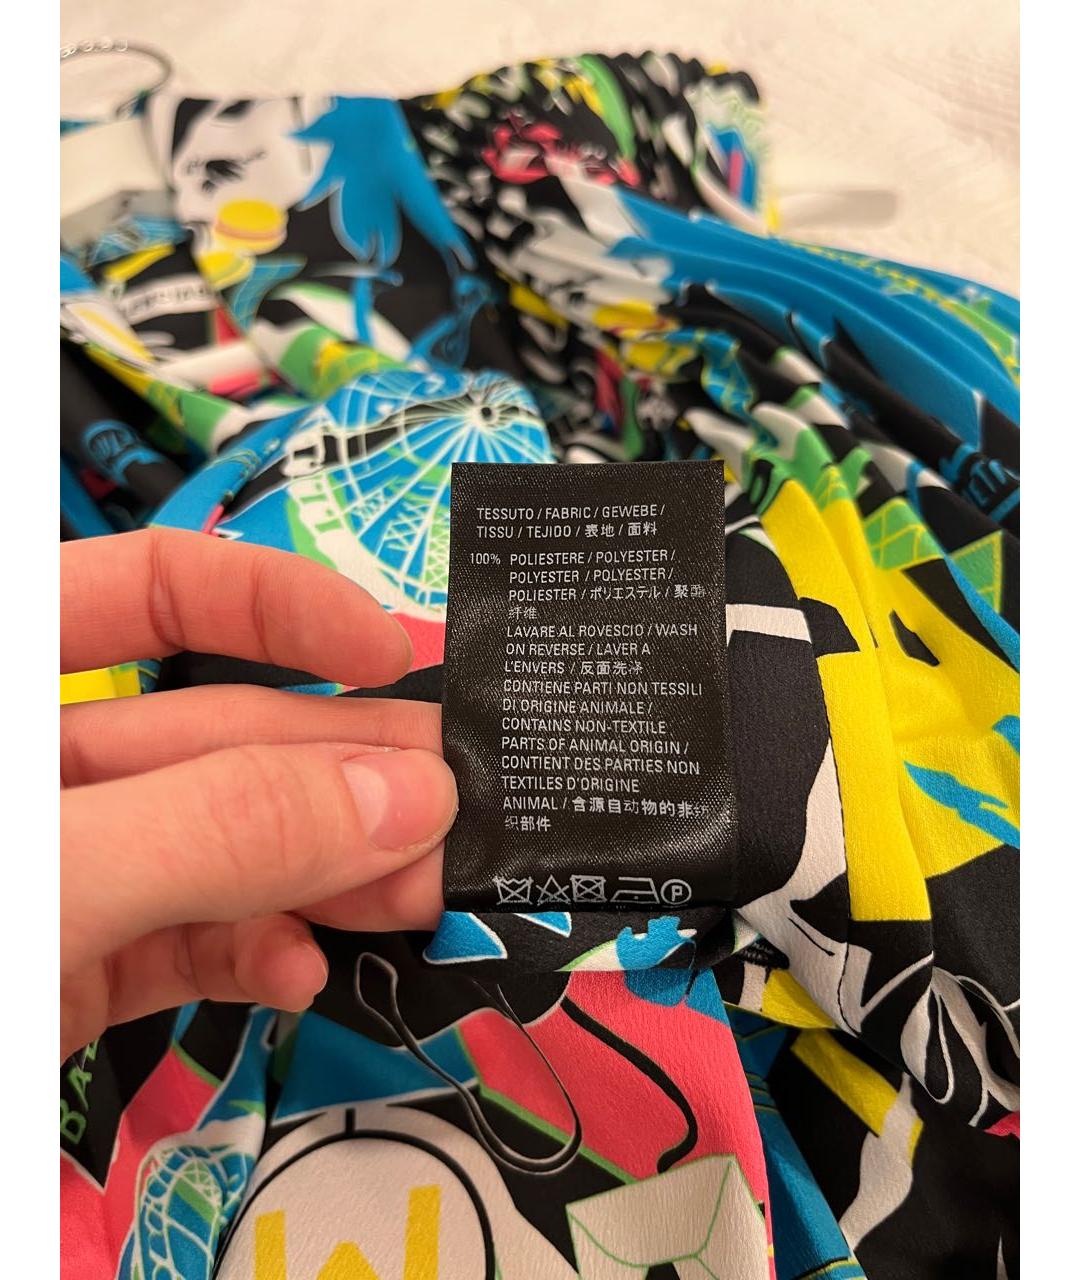 TESSUTO / FABRIC / GEWEBE /
TISSU / TEJIDO / 表地 / 面料
100% POLIESTERE / POLYESTER /
POLYESTER / POLYESTER /
POLIESTER / ポリエステル / 聚酯
纤维
LAVARE AL ROVESCIO / WASH
ON REVERSE / LAVER A
L'ENVERS / 反面洗涤
CONTIENE PARTI NON TESSILI
DI ORIGINE ANIMALE /
CONTAINS NON-TEXTILE
PARTS OF ANIMAL ORIGIN /
CONTIENT DES PARTIES NON
TEXTILES D'ORIGINE
ANIMAL / 含源自动物的非纺
织部件
P